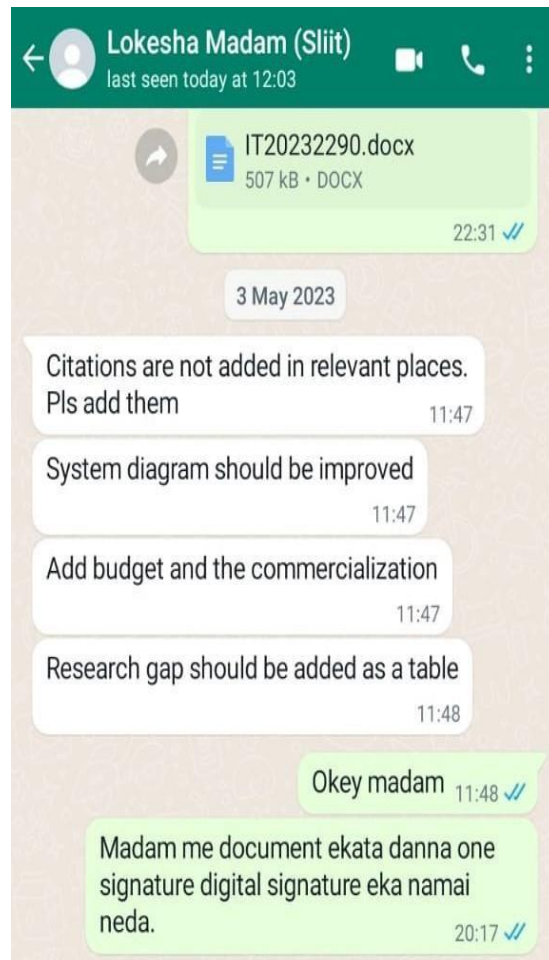 Lokesha Madam (Sliit)
last seen today at 12:03
IT20232290.docx
507 kB • DOCX
22:31
3 May 2023
Citations are not added in relevant places.
Pls add them
11:47
System diagram should be improved
11:47
Add budget and the commercialization
11:47
Research gap should be added as a table
11:48
Okey madam 11:48
Madam me document ekata danna one
signature digital signature eka namai
neda.
20:17